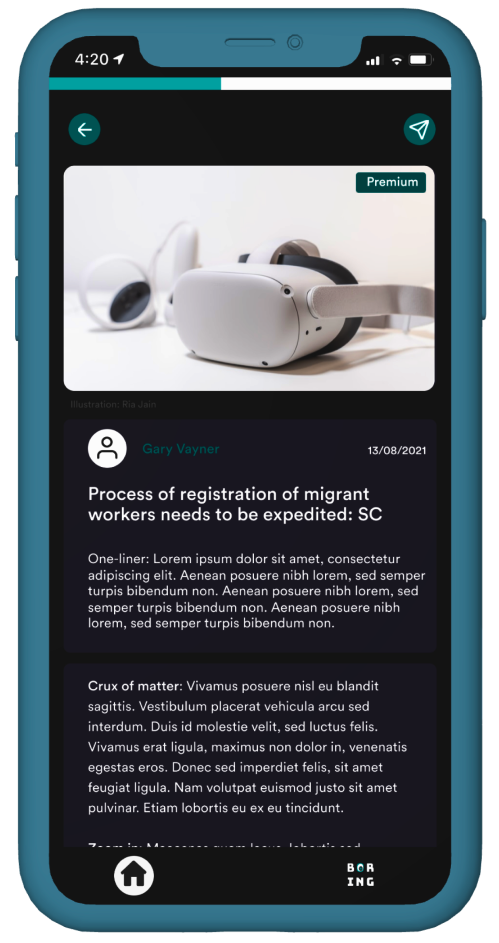 4:20
Premium
Illustration: Ria Jain
Gary Vayner
13/08/2021
Process of registration of migrant
workers needs to be expedited: SC
One-liner: Lorem ipsum dolor sit amet, consectetur
adipiscing elit. Aenean posuere nibh lorem, sed semper
turpis bibendum non. Aenean posuere nibh lorem, sed
semper turpis bibendum non. Aenean posuere nibh
lorem, sed semper turpis bibendum non.
Crux of matter: Vivamus posuere nisl eu blandit
sagittis. Vestibulum placerat vehicula arcu sed
interdum. Duis id molestie velit, sed luctus felis.
Vivamus erat ligula, maximus non dolor in, venenatis
egestas eros. Donec sed imperdiet felis, sit amet
feugiat ligula. Nam volutpat euismod justo sit amet
pulvinar. Etiam lobortis eu ex eu tincidunt.
BOR
ING